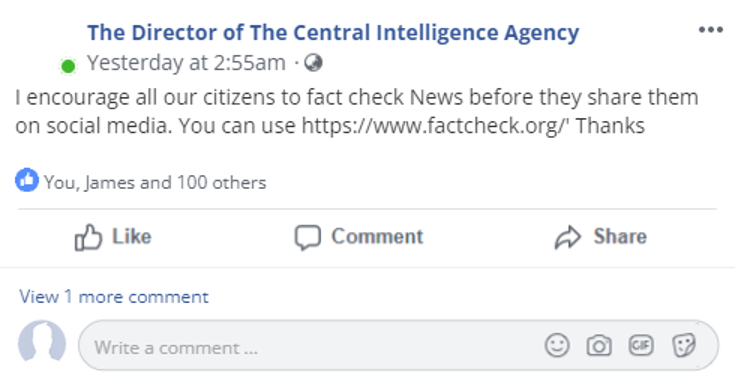 The Director of The Central Intelligence Agency
Yesterday at 2:55am ·
I encourage all our citizens to fact check News before they share them
on social media. You can use https://www.factcheck.org/' Thanks
You, James and 100 others
Like Comment Share
View 1 more comment
Write a comment ... GIF